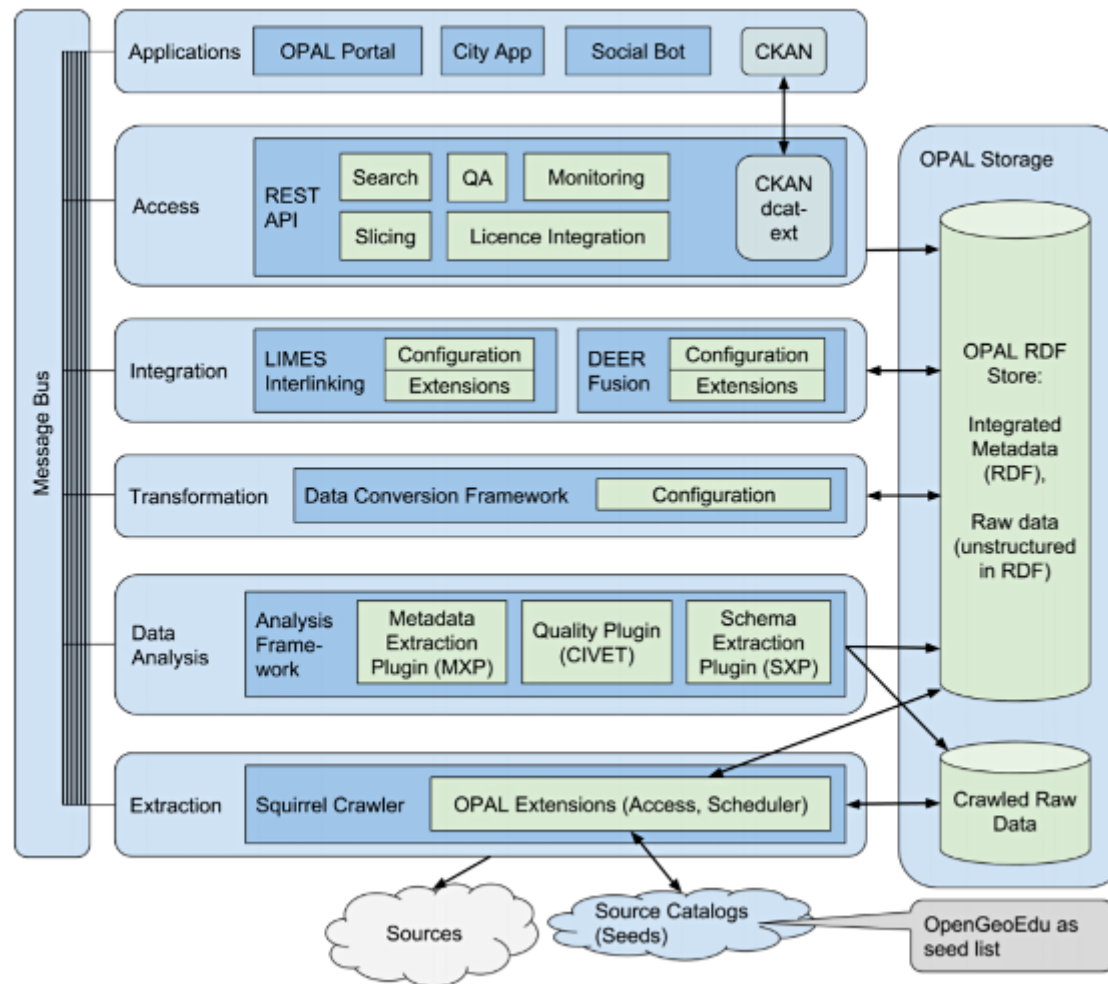 Message Bus
Applications
OPAL Portal
City App
Social Bot
CKAN
Access
REST
API
Search
QA
Monitoring
Slicing
Licence Integration
CKAN
dcat-
ext
Integration
LIMES
Interlinking
Configuration
Extensions
DEER
Fusion
Configuration
Extensions
Transformation
Data Conversion Framework
Configuration
Data
Analysis
Analysis
Frame-
work
Metadata
Extraction
Plugin (MXP)
Quality Plugin
(CIVET)
Schema
Extraction
Plugin (SXP)
Extraction
Squirrel Crawler
OPAL Extensions (Access, Scheduler)
OPAL Storage
OPAL RDF
Store:
Integrated
Metadata
(RDF),
Raw data
(unstructured
in RDF)
Crawled Raw
Data
Sources
Source Catalogs
(Seeds)
OpenGeoEdu as
seed list